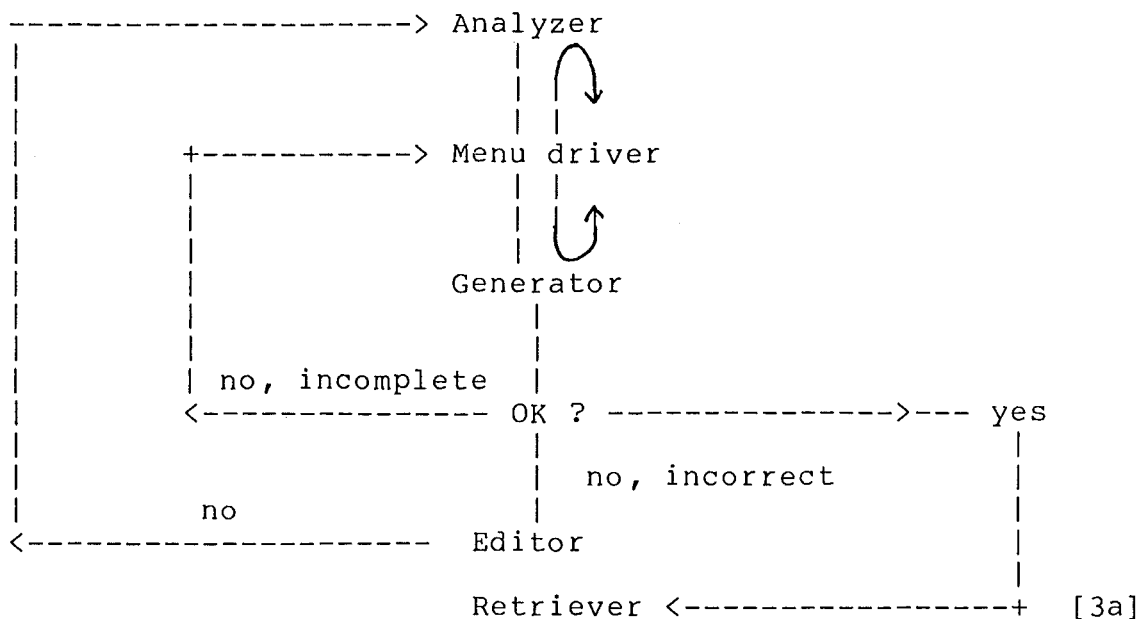 Analyzer
Menu driver
Generator
no, incomplete
OK ? yes
no, incorrect
no
Editor
Retriever [3a]